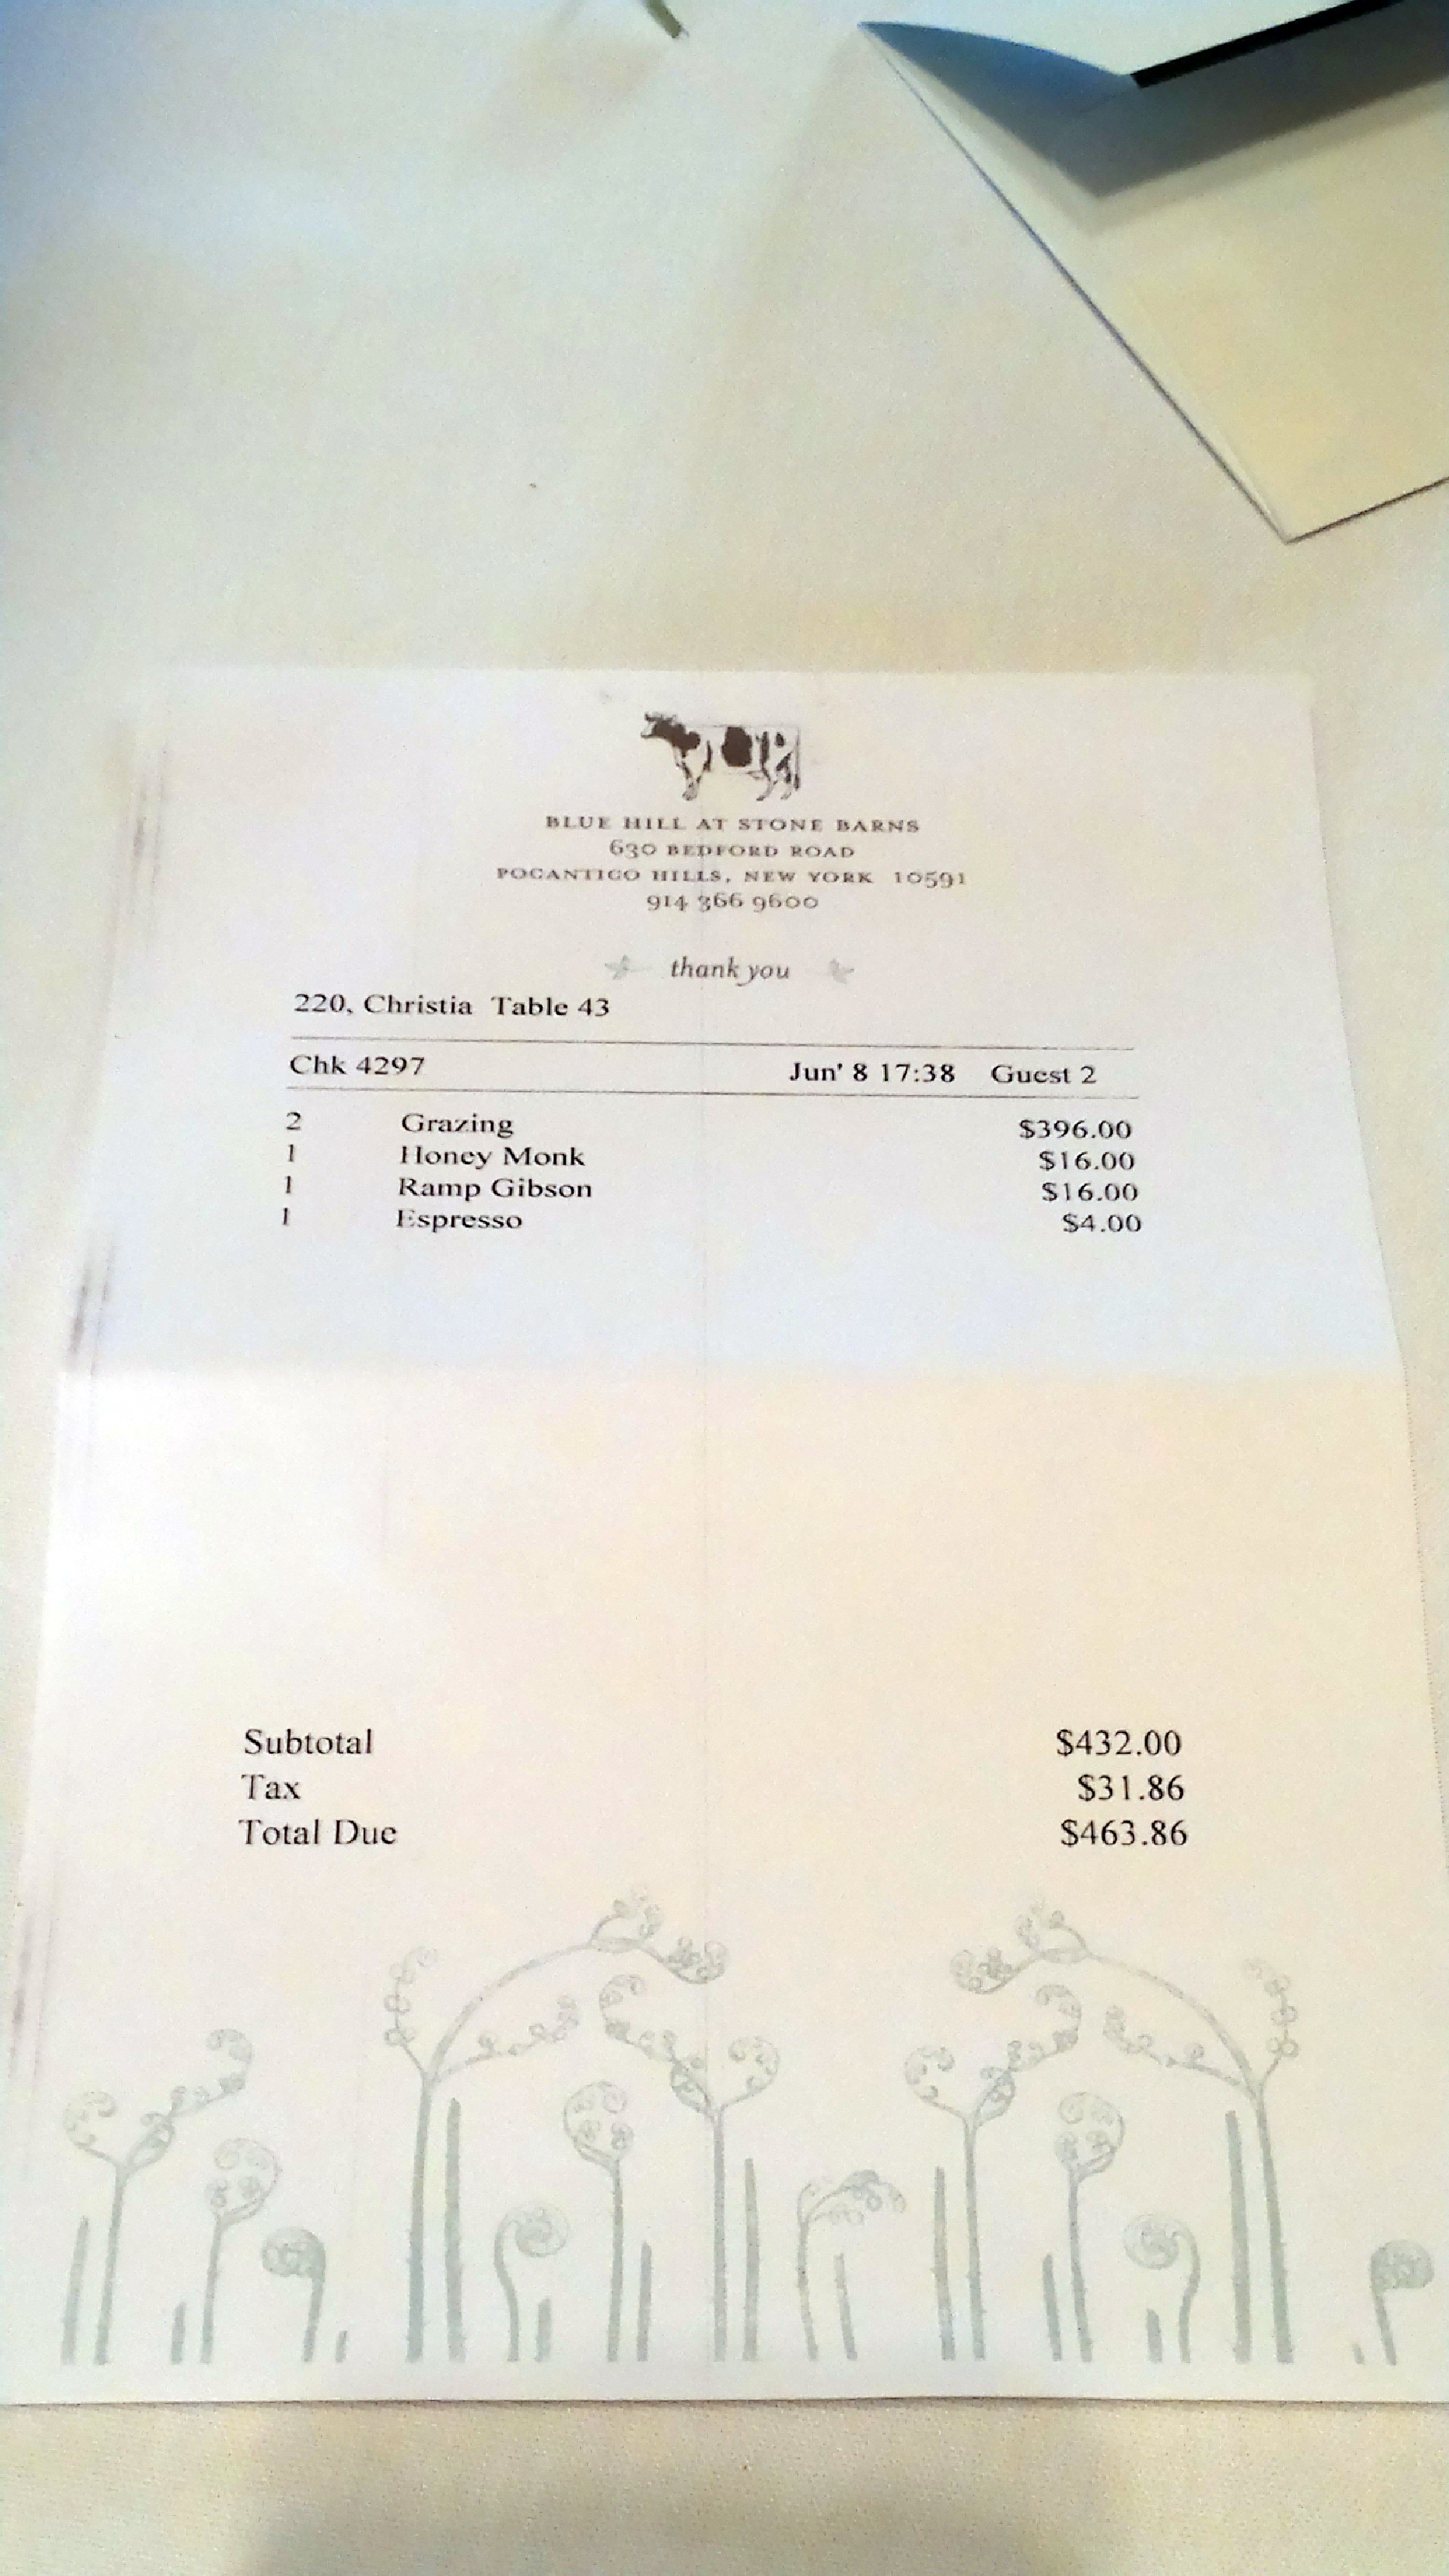 BLUE HILL AT STONE BARNS
630 BEDFORD ROAD
POCANTICO HILLS, NEW YORK 10591
914 366 9600
thank you
220, Christia Table 43
Chk 4297 Jun' 8 17:38 Guest 2
2 Grazing $396.00
1 Honey Monk $16.00
1 Ramp Gibson $16.00
1 Espresso $4.00
Subtotal $432.00
Tax $31.86
Total Due $463.86